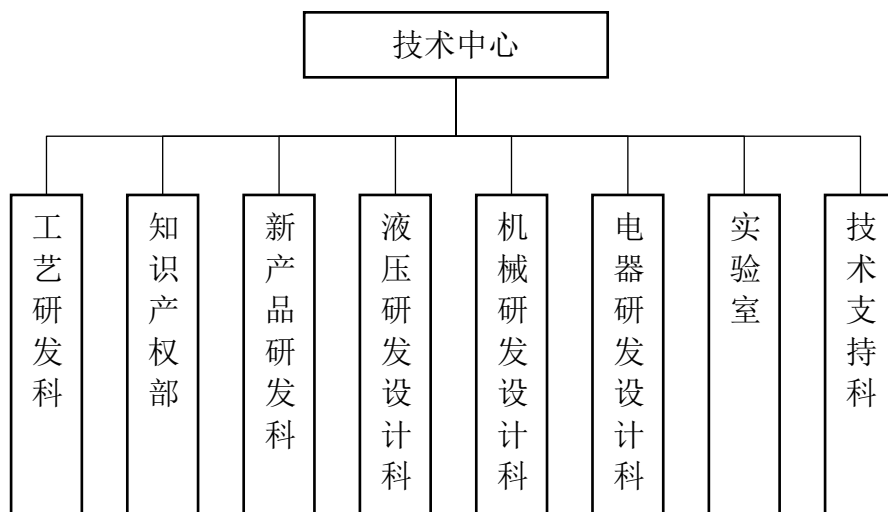 技术中心
工艺研发科
知识产权部
新产品研发科
液压研发设计科
机械研发设计科
电器研发设计科
实验室
技术支持科